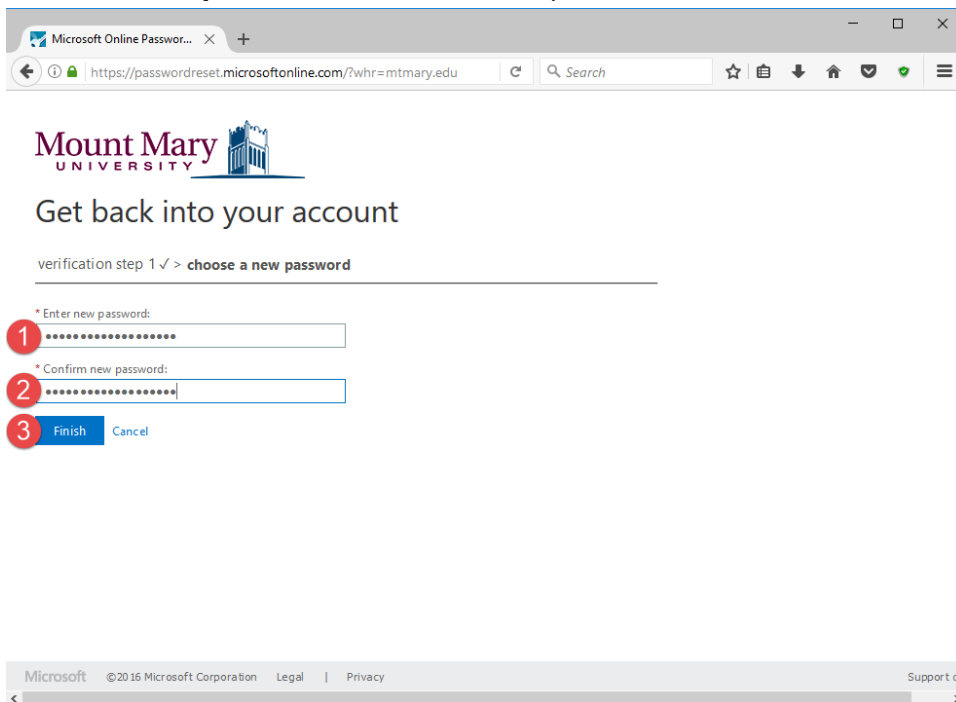 Microsoft Online Passwor...
https://passwordreset.microsoftonline.com/?whr=mtmary.edu
Search
Mount Mary
UNIVERSITY
Get back into your account
verification step 1 ✓ > choose a new password
* Enter new password:
1 •••••••••••••••••••
* Confirm new password:
2 •••••••••••••••••••
3 Finish Cancel
Microsoft ©2016 Microsoft Corporation Legal | Privacy Support